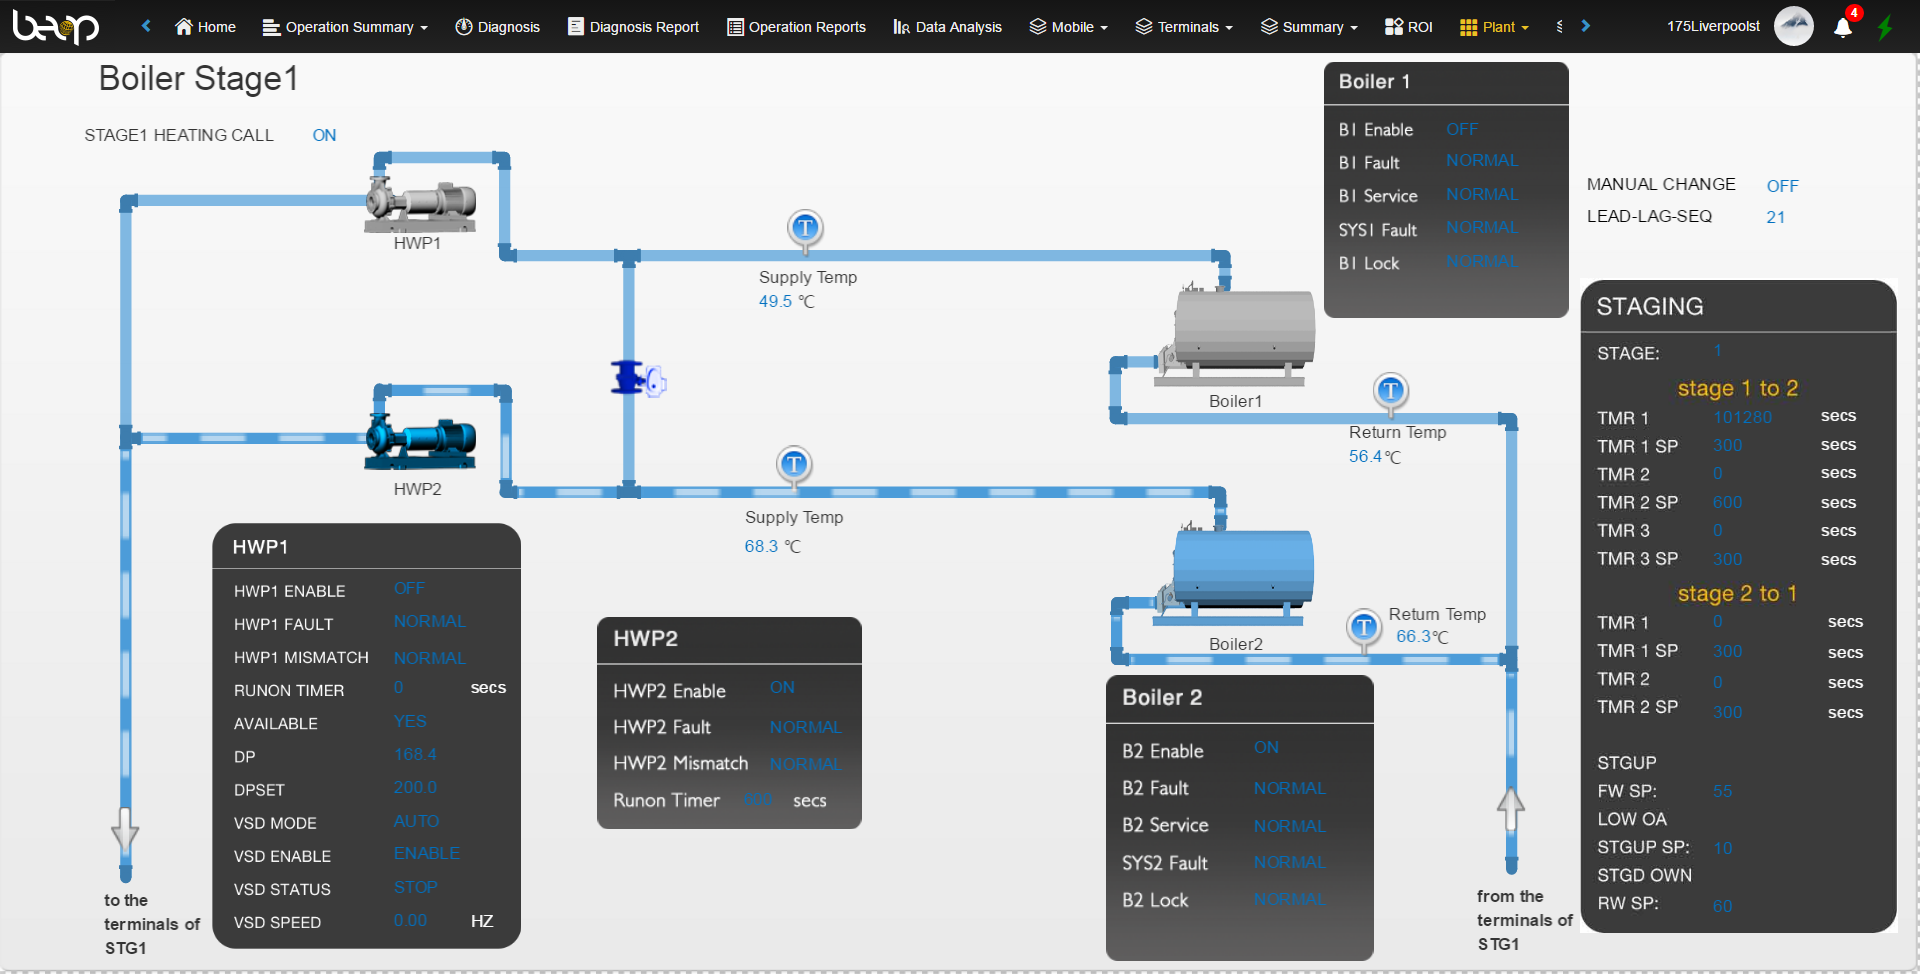 beap
Home
Operation Summary
Diagnosis
Diagnosis Report
Operation Reports
Data Analysis
Mobile
Terminals
Summary
ROI
Plant
175Liverpoolst
4
Boiler Stage1
STAGE1 HEATING CALL ON
HWP1
T
Supply Temp
49.5 ℃
HWP2
T
Supply Temp
68.3 ℃
Boiler1
T
Return Temp
56.4℃
Boiler2
T
Return Temp
66.3℃
to the
terminals of
STG1
from the
terminals of
STG1
HWP1
HWP1 ENABLE OFF
HWP1 FAULT NORMAL
HWP1 MISMATCH NORMAL
RUNON TIMER 0 secs
AVAILABLE YES
DP 168.4
DPSET 200.0
VSD MODE AUTO
VSD ENABLE ENABLE
VSD STATUS STOP
VSD SPEED 0.00 HZ
HWP2
HWP2 Enable ON
HWP2 Fault NORMAL
HWP2 Mismatch NORMAL
Runon Timer secs
Boiler 1
B1 Enable OFF
B1 Fault NORMAL
B1 Service NORMAL
SYS1 Fault NORMAL
B1 Lock NORMAL
Boiler 2
B2 Enable ON
B2 Fault NORMAL
B2 Service NORMAL
SYS2 Fault NORMAL
B2 Lock NORMAL
MANUAL CHANGE OFF
LEAD-LAG-SEQ 21
STAGING
STAGE: 1
stage 1 to 2
TMR 1 101280 secs
TMR 1 SP 300 secs
TMR 2 0 secs
TMR 2 SP 600 secs
TMR 3 0 secs
TMR 3 SP 300 secs
stage 2 to 1
TMR 1 0 secs
TMR 1 SP 300 secs
TMR 2 0 secs
TMR 2 SP 300 secs
STGUP
FW SP: 55
LOW OA
STGUP SP: 10
STGD OWN
RW SP: 60